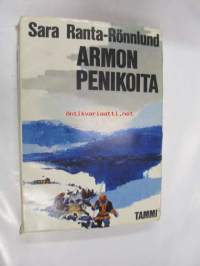 Sara Ranta-Rönnlund
ARMON
PENIKOITA
antikvariaatti.net
TAMMI